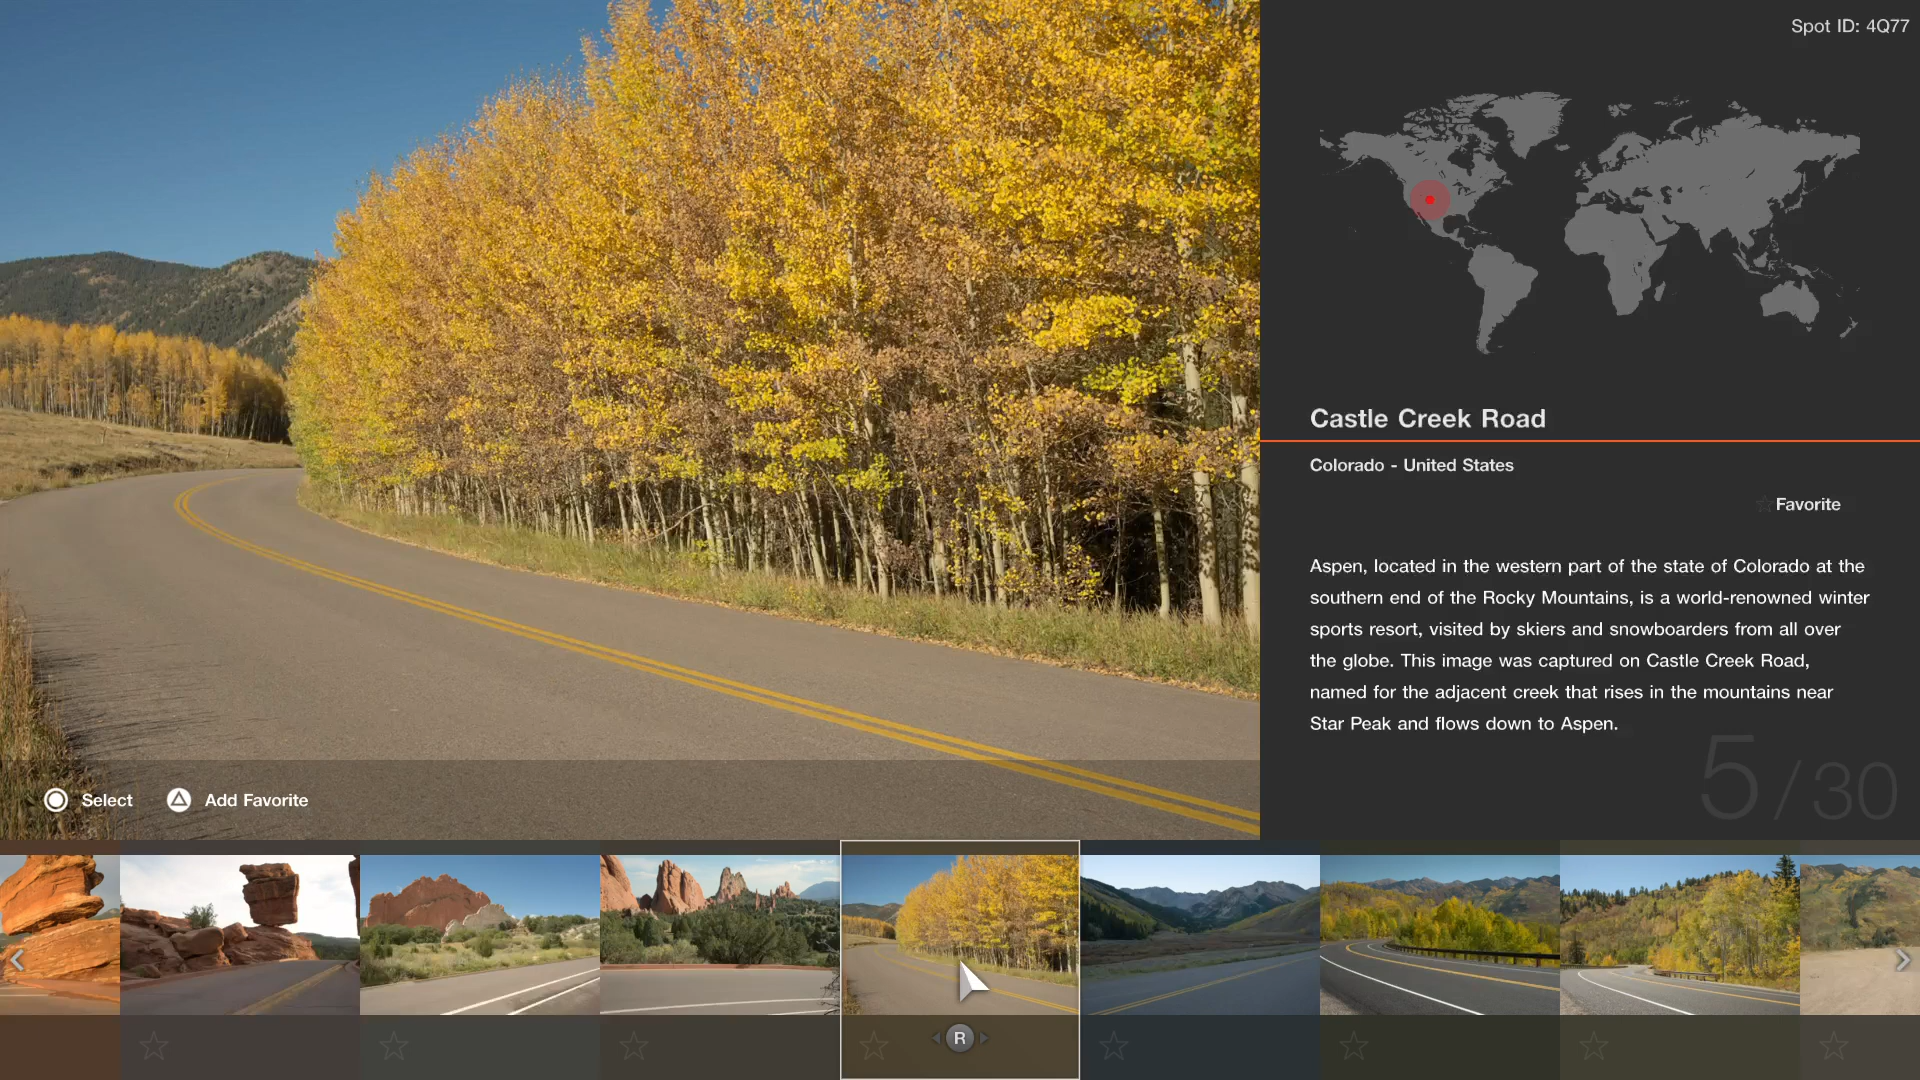 Spot ID: 4Q77
Castle Creek Road
Colorado - United States
Favorite
Aspen, located in the western part of the state of Colorado at the
southern end of the Rocky Mountains, is a world-renowned winter
sports resort, visited by skiers and snowboarders from all over
the globe. This image was captured on Castle Creek Road,
named for the adjacent creek that rises in the mountains near
Star Peak and flows down to Aspen.
5/30
Select
Add Favorite
R